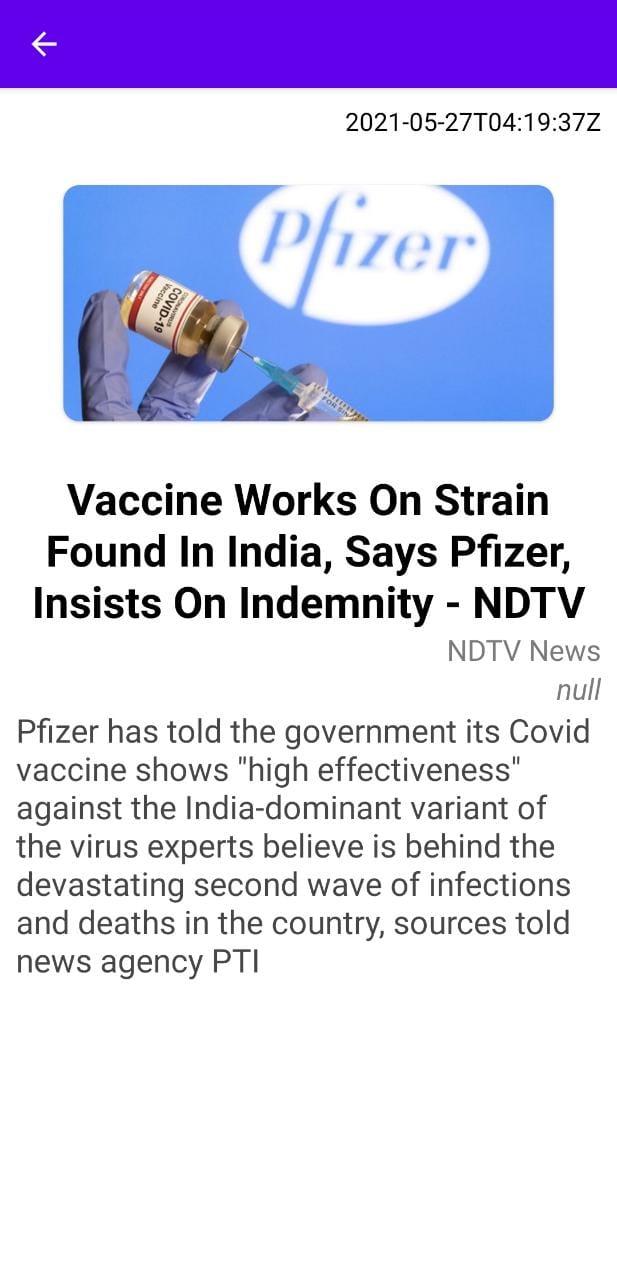 2021-05-27T04:19:37Z
Pfizer
CORONAVIRUS
COVID-19
Vaccine
Vaccine Works On Strain
Found In India, Says Pfizer,
Insists On Indemnity - NDTV
NDTV News
null
Pfizer has told the government its Covid
vaccine shows "high effectiveness"
against the India-dominant variant of
the virus experts believe is behind the
devastating second wave of infections
and deaths in the country, sources told
news agency PTI